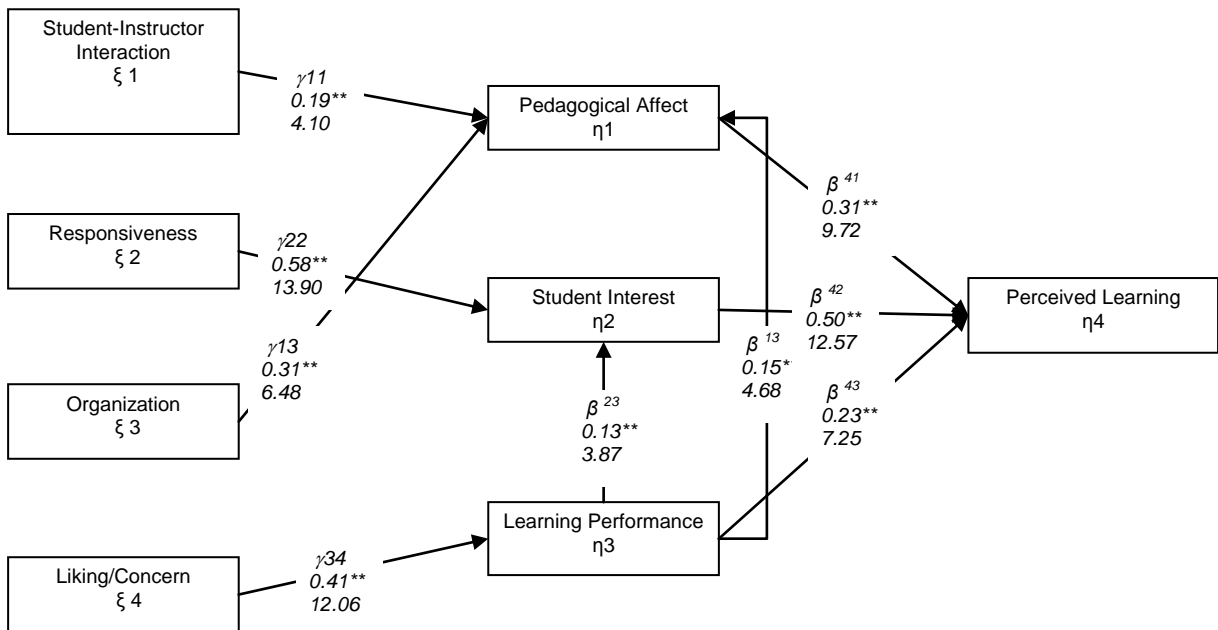 Student-Instructor
Interaction
ξ 1
γ11
0.19**
4.10
Pedagogical Affect
η1
β 41
0.31**
9.72
Responsiveness
ξ 2
γ22
0.58**
13.90
Student Interest
η2
β 42
0.50**
12.57
Perceived Learning
η4
γ13
0.31**
6.48
β 13
0.15*
4.68
Organization
ξ 3
β 23
0.13**
3.87
β 43
0.23**
7.25
Learning Performance
η3
Liking/Concern
ξ 4
γ34
0.41**
12.06